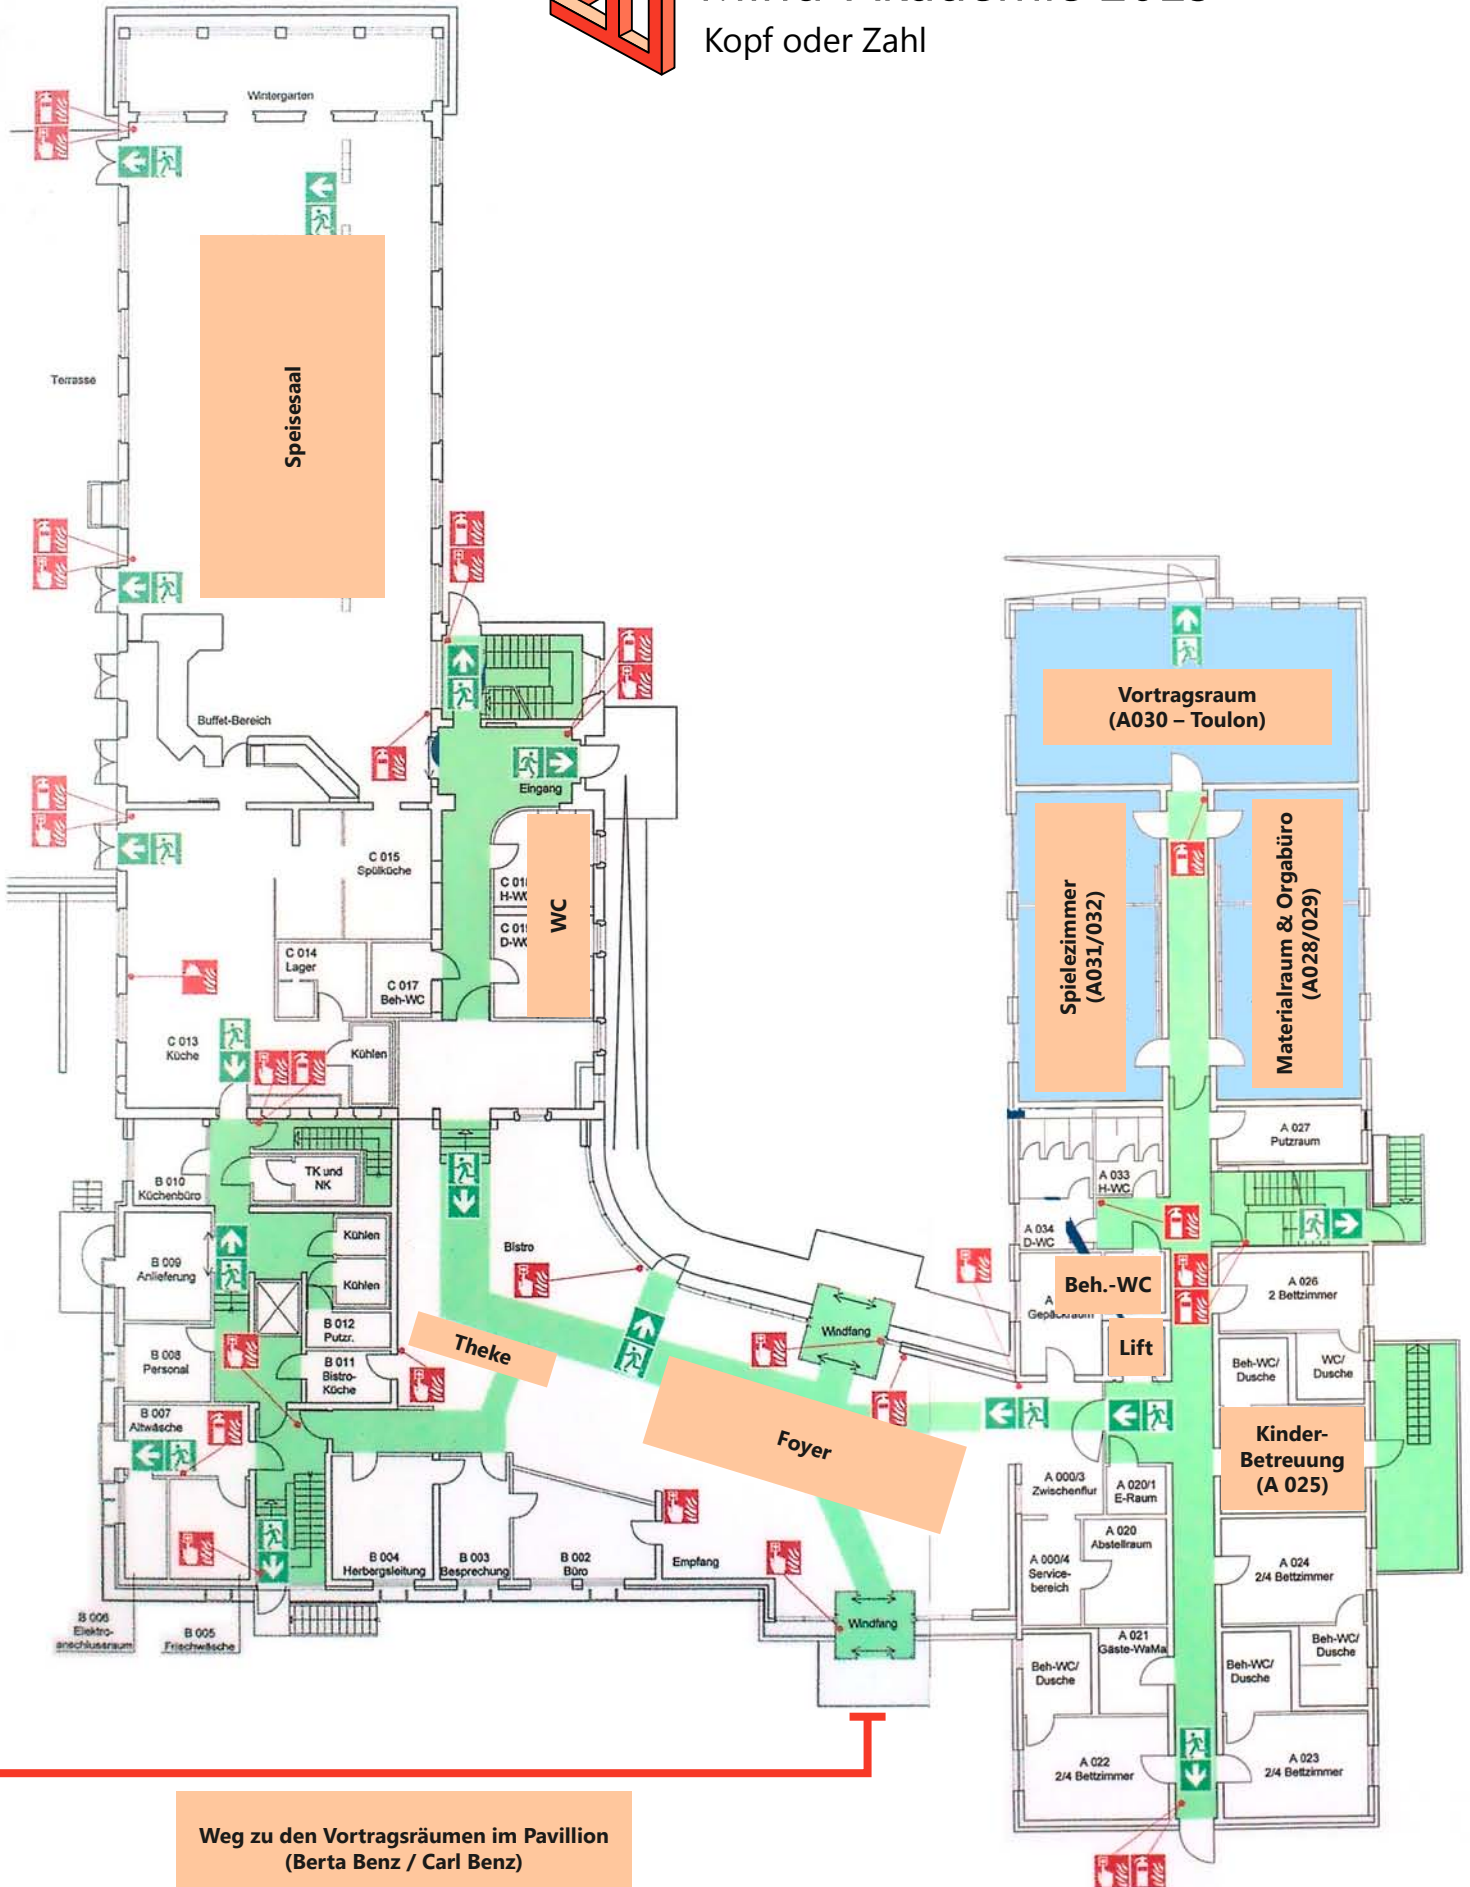 Kopf oder Zahl
Wintergarten
Terrasse
Speisesaal
Buffet-Bereich
Eingang
Vortragsraum
(A030 – Toulon)
C 015
Spülküche
WC
Spielezimmer
(A031/032)
Materialraum & Orgabüro
(A028/029)
C 014
Lager
C 017
Beh-WC
C 013
Küche
Kühlen
A 027
Putzraum
TK und
NK
B 010
Küchenbüro
A 033
H-WC
A 034
D-WC
Kühlen
Bistro
B 009
Anlieferung
Kühlen
Beh.-WC
A 026
2 Bettzimmer
Gepäckraum
B 012
Putzr.
Windfang
Theke
Lift
B 008
Personal
B 011
Bistro-
Küche
Beh-WC/
Dusche
WC/
Dusche
B 007
Altwäsche
Foyer
Kinder-
Betreuung
(A 025)
A 000/3
Zwischenflur
A 020/1
E-Raum
A 020
Abstellraum
B 004
Herbergsleitung
B 003
Besprechung
B 002
Büro
Empfang
A 000/4
Service-
bereich
A 024
2/4 Bettzimmer
B 006
Elektro-
anschlussraum
B 005
Frischwäsche
Windfang
A 021
Gäste-WaMa
Beh-WC/
Dusche
Beh-WC/
Dusche
Beh-WC/
Dusche
A 022
2/4 Bettzimmer
A 023
2/4 Bettzimmer
Weg zu den Vortragsräumen im Pavillion
(Berta Benz / Carl Benz)